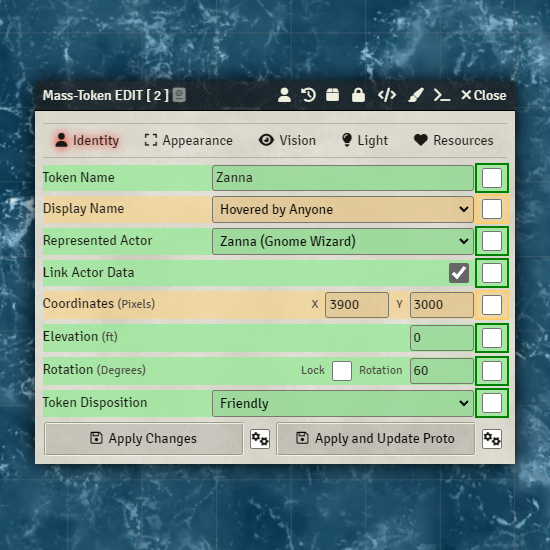 Mass-Token EDIT [ 2 ] Close
Identity Appearance Vision Light Resources
Token Name Zanna
Display Name Hovered by Anyone
Represented Actor Zanna (Gnome Wizard)
Link Actor Data
Coordinates (Pixels) X 3900 Y 3000
Elevation (ft) 0
Rotation (Degrees) Lock Rotation 60
Token Disposition Friendly
Apply Changes Apply and Update Proto